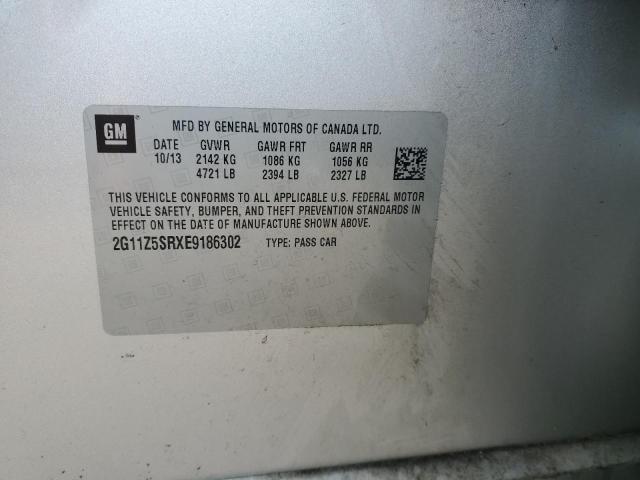 GM
MFD BY GENERAL MOTORS OF CANADA LTD.
DATE GVWR GAWR FRT GAWR RR
10/13 2142 KG 1086 KG 1056 KG
4721 LB 2394 LB 2327 LB
THIS VEHICLE CONFORMS TO ALL APPLICABLE U.S. FEDERAL MOTOR
VEHICLE SAFETY, BUMPER, AND THEFT PREVENTION STANDARDS IN
EFFECT ON THE DATE OF MANUFACTURE SHOWN ABOVE.
2G11Z5SRXE9186302 TYPE: PASS CAR